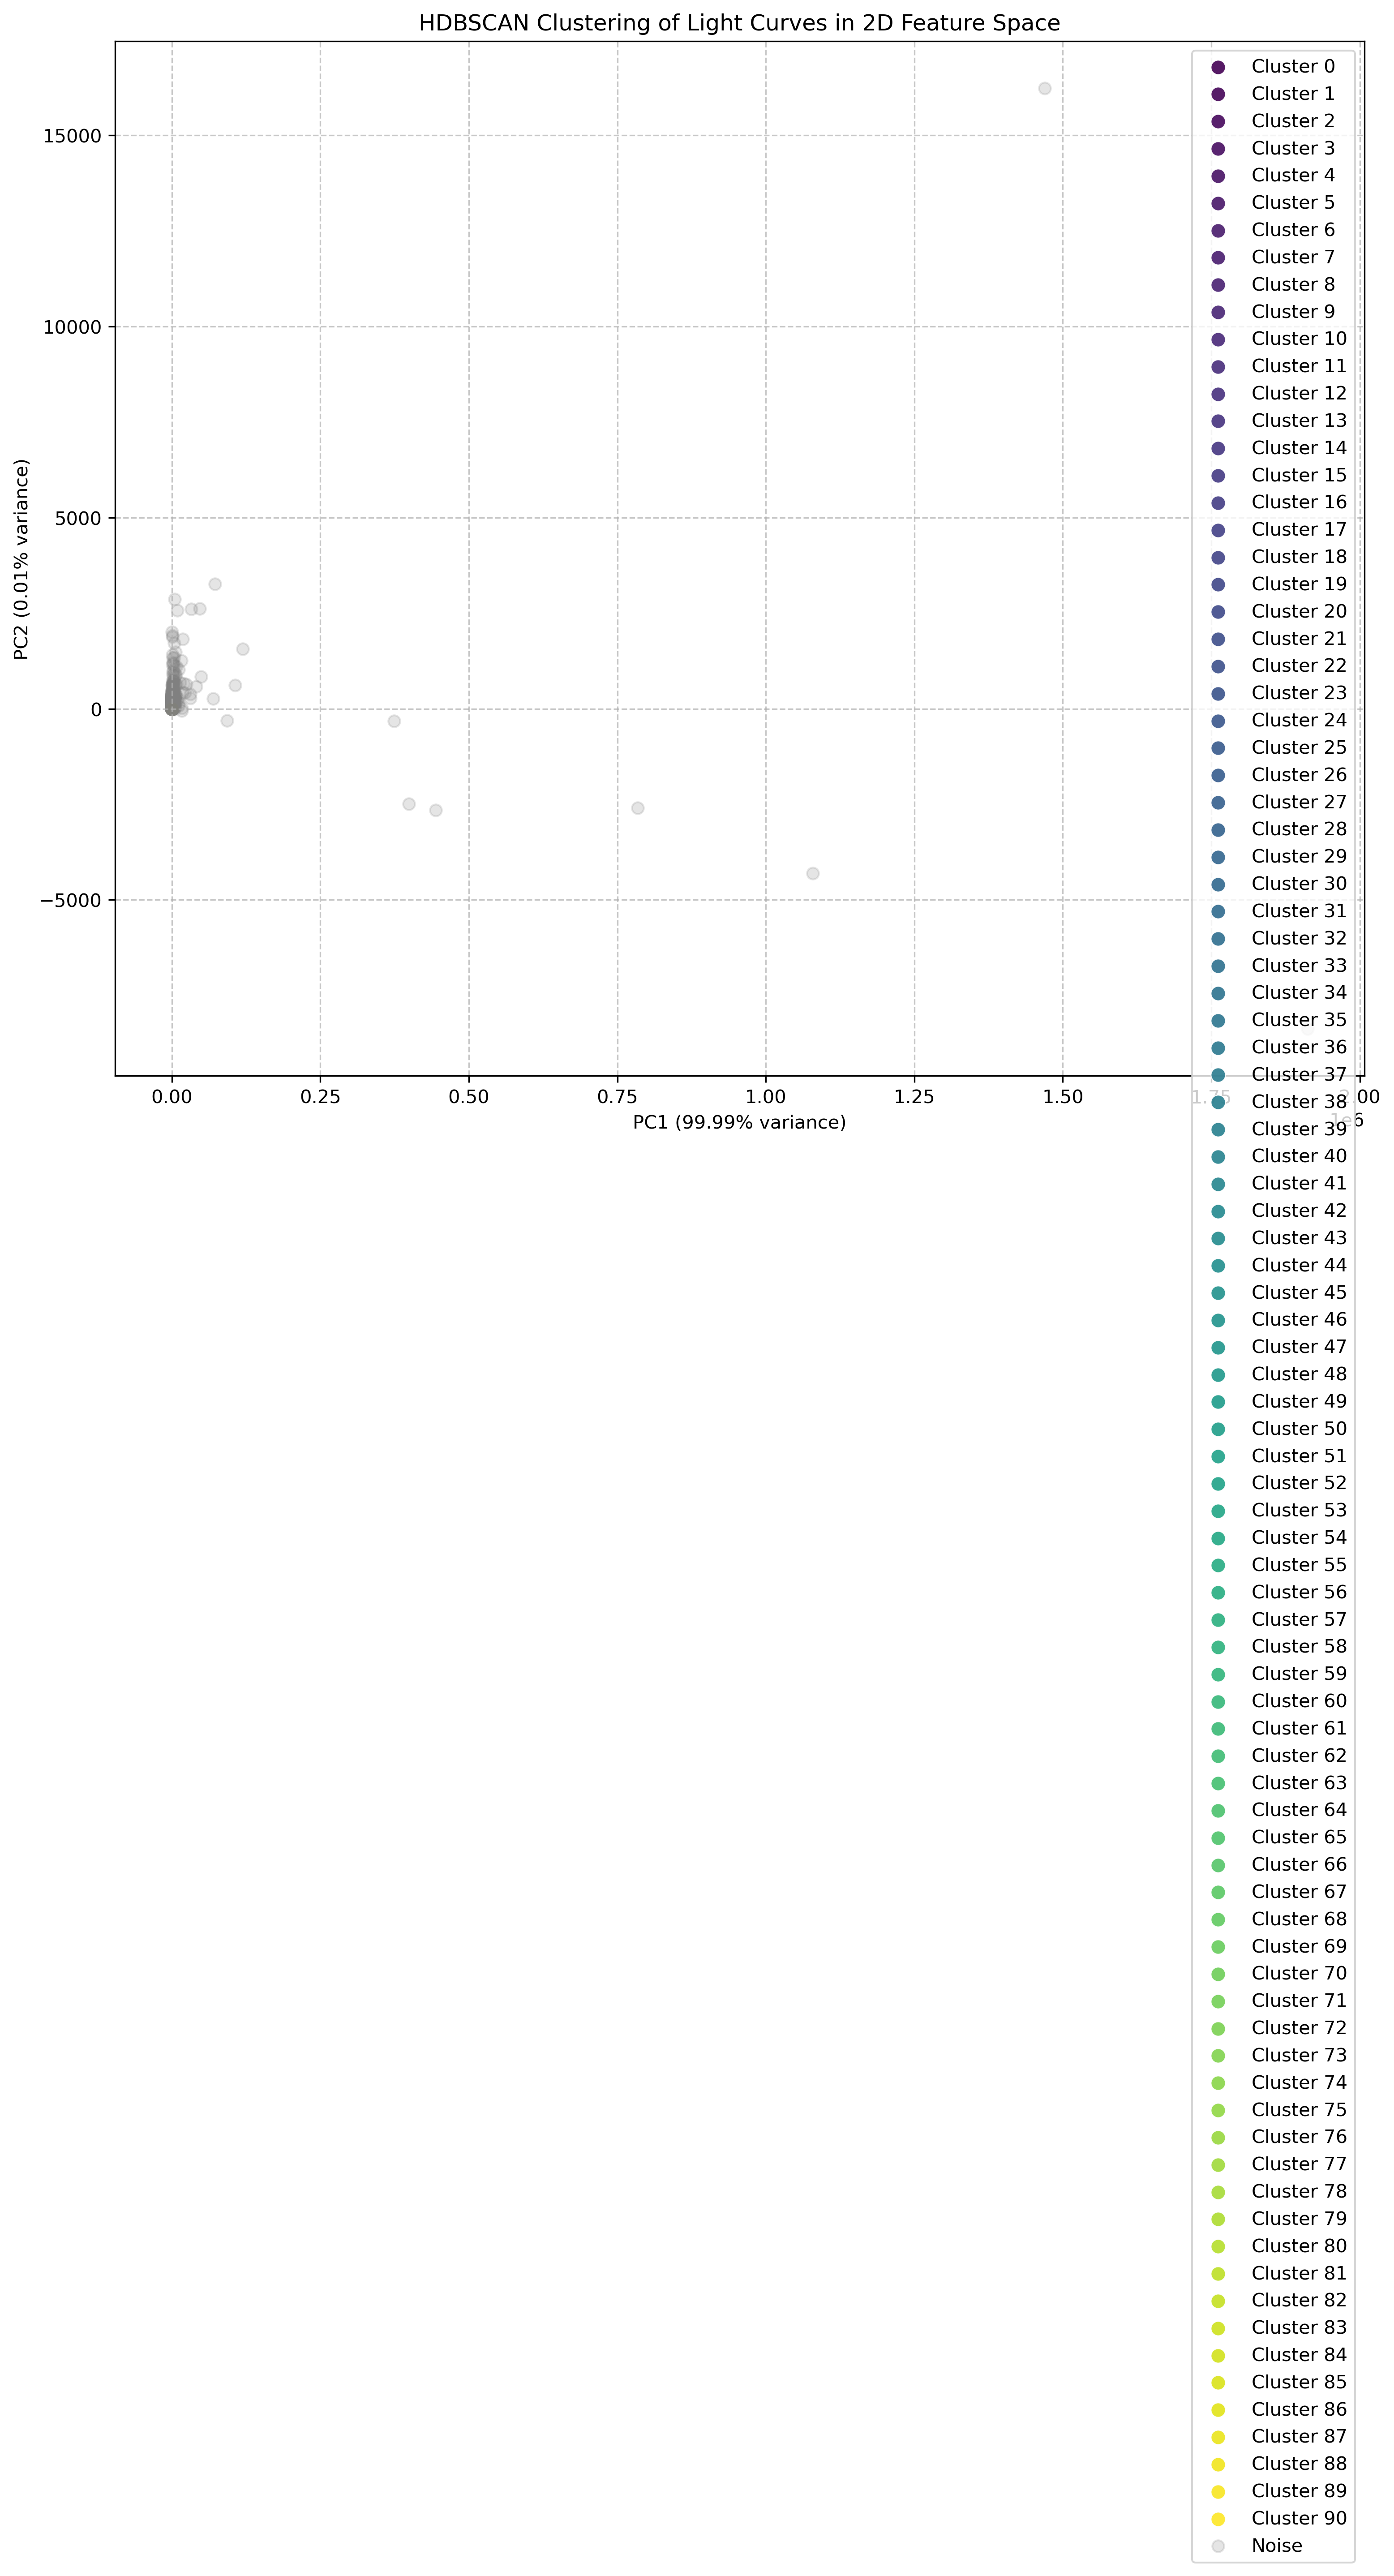 HDBSCAN Clustering of Light Curves in 2D Feature Space
PC2 (0.01% variance)
15000
10000
5000
0
−5000
0.00
0.25
0.50
0.75
1.00
1.25
1.50
1.75
2.00
1e6
PC1 (99.99% variance)
Cluster 0
Cluster 1
Cluster 2
Cluster 3
Cluster 4
Cluster 5
Cluster 6
Cluster 7
Cluster 8
Cluster 9
Cluster 10
Cluster 11
Cluster 12
Cluster 13
Cluster 14
Cluster 15
Cluster 16
Cluster 17
Cluster 18
Cluster 19
Cluster 20
Cluster 21
Cluster 22
Cluster 23
Cluster 24
Cluster 25
Cluster 26
Cluster 27
Cluster 28
Cluster 29
Cluster 30
Cluster 31
Cluster 32
Cluster 33
Cluster 34
Cluster 35
Cluster 36
Cluster 37
Cluster 38
Cluster 39
Cluster 40
Cluster 41
Cluster 42
Cluster 43
Cluster 44
Cluster 45
Cluster 46
Cluster 47
Cluster 48
Cluster 49
Cluster 50
Cluster 51
Cluster 52
Cluster 53
Cluster 54
Cluster 55
Cluster 56
Cluster 57
Cluster 58
Cluster 59
Cluster 60
Cluster 61
Cluster 62
Cluster 63
Cluster 64
Cluster 65
Cluster 66
Cluster 67
Cluster 68
Cluster 69
Cluster 70
Cluster 71
Cluster 72
Cluster 73
Cluster 74
Cluster 75
Cluster 76
Cluster 77
Cluster 78
Cluster 79
Cluster 80
Cluster 81
Cluster 82
Cluster 83
Cluster 84
Cluster 85
Cluster 86
Cluster 87
Cluster 88
Cluster 89
Cluster 90
Noise